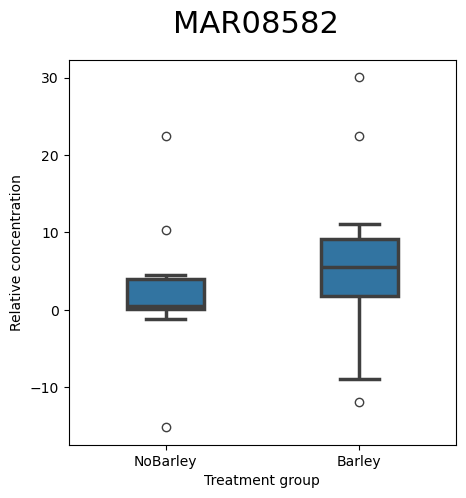 MAR08582
30
20
10
0
−10
Relative concentration
NoBarley
Barley
Treatment group